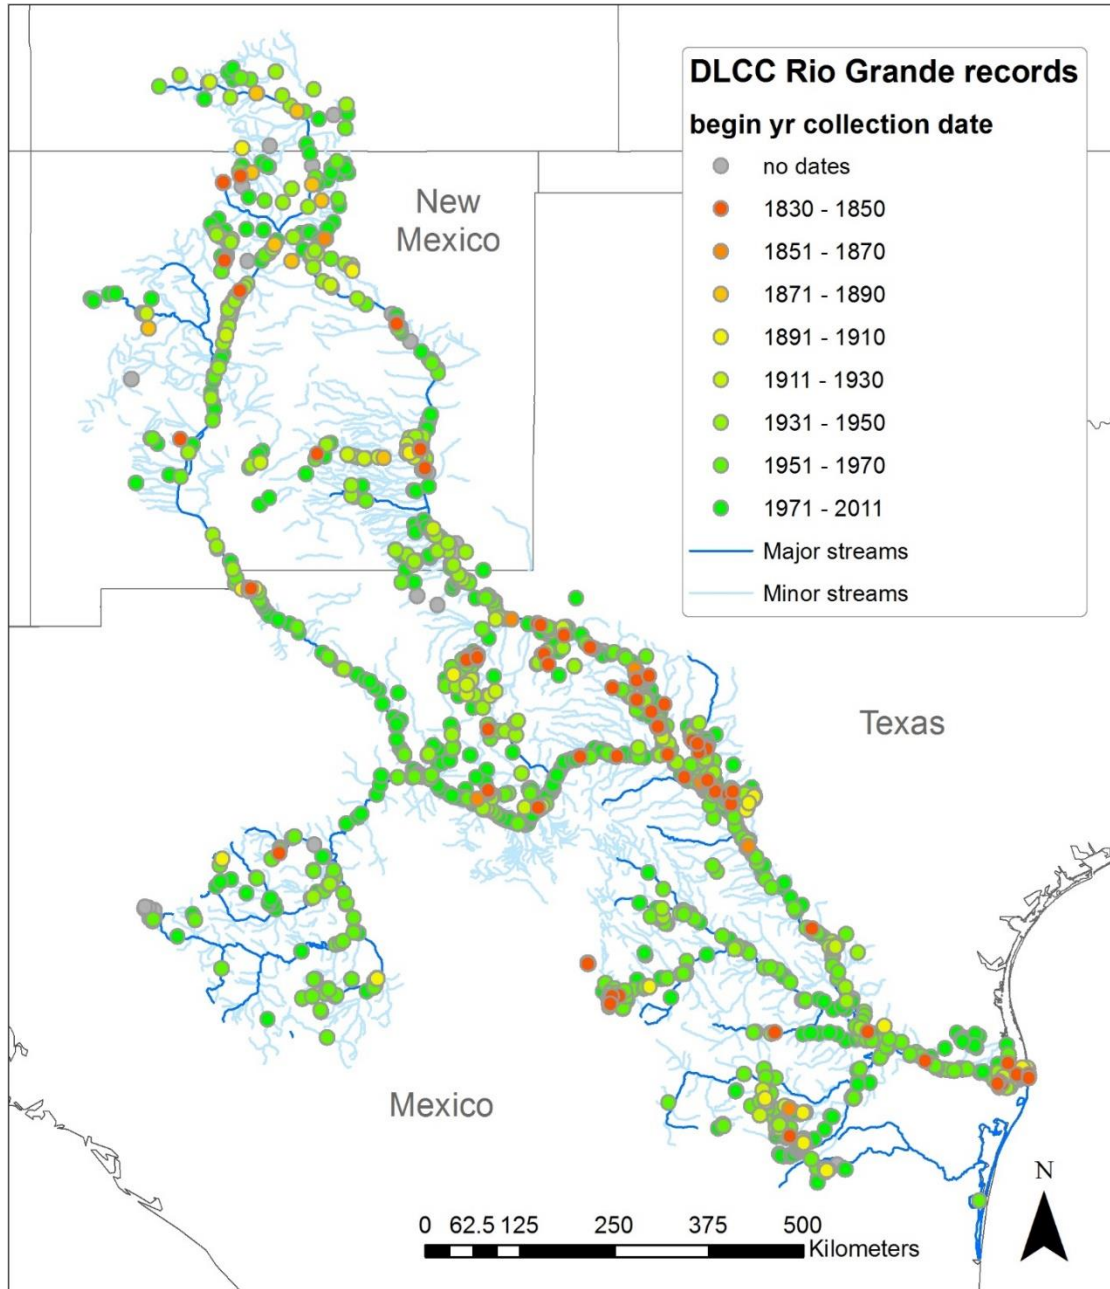 DLCC Rio Grande records
begin yr collection date
no dates
1830 - 1850
1851 - 1870
1871 - 1890
1891 - 1910
1911 - 1930
1931 - 1950
1951 - 1970
1971 - 2011
Major streams
Minor streams
New
Mexico
Texas
Mexico
N
0 62.5 125 250 375 500
Kilometers